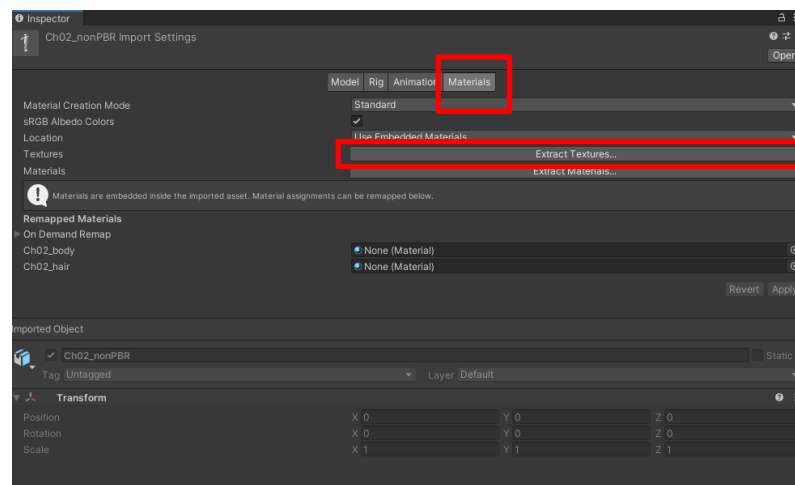 Inspector
Ch02_nonPBR Import Settings
Open
Model Rig Animation Materials
Material Creation Mode Standard
sRGB Albedo Colors
Location Use Embedded Materials
Textures Extract Textures...
Materials Extract Materials...
Materials are embedded inside the imported asset. Material assignments can be remapped below.
Remapped Materials
On Demand Remap
Ch02_body None (Material)
Ch02_hair None (Material)
Revert Apply
Imported Object
Ch02_nonPBR Static
Tag Untagged Layer Default
Transform
Position X 0 Y 0 Z 0
Rotation X 0 Y 0 Z 0
Scale X 1 Y 1 Z 1